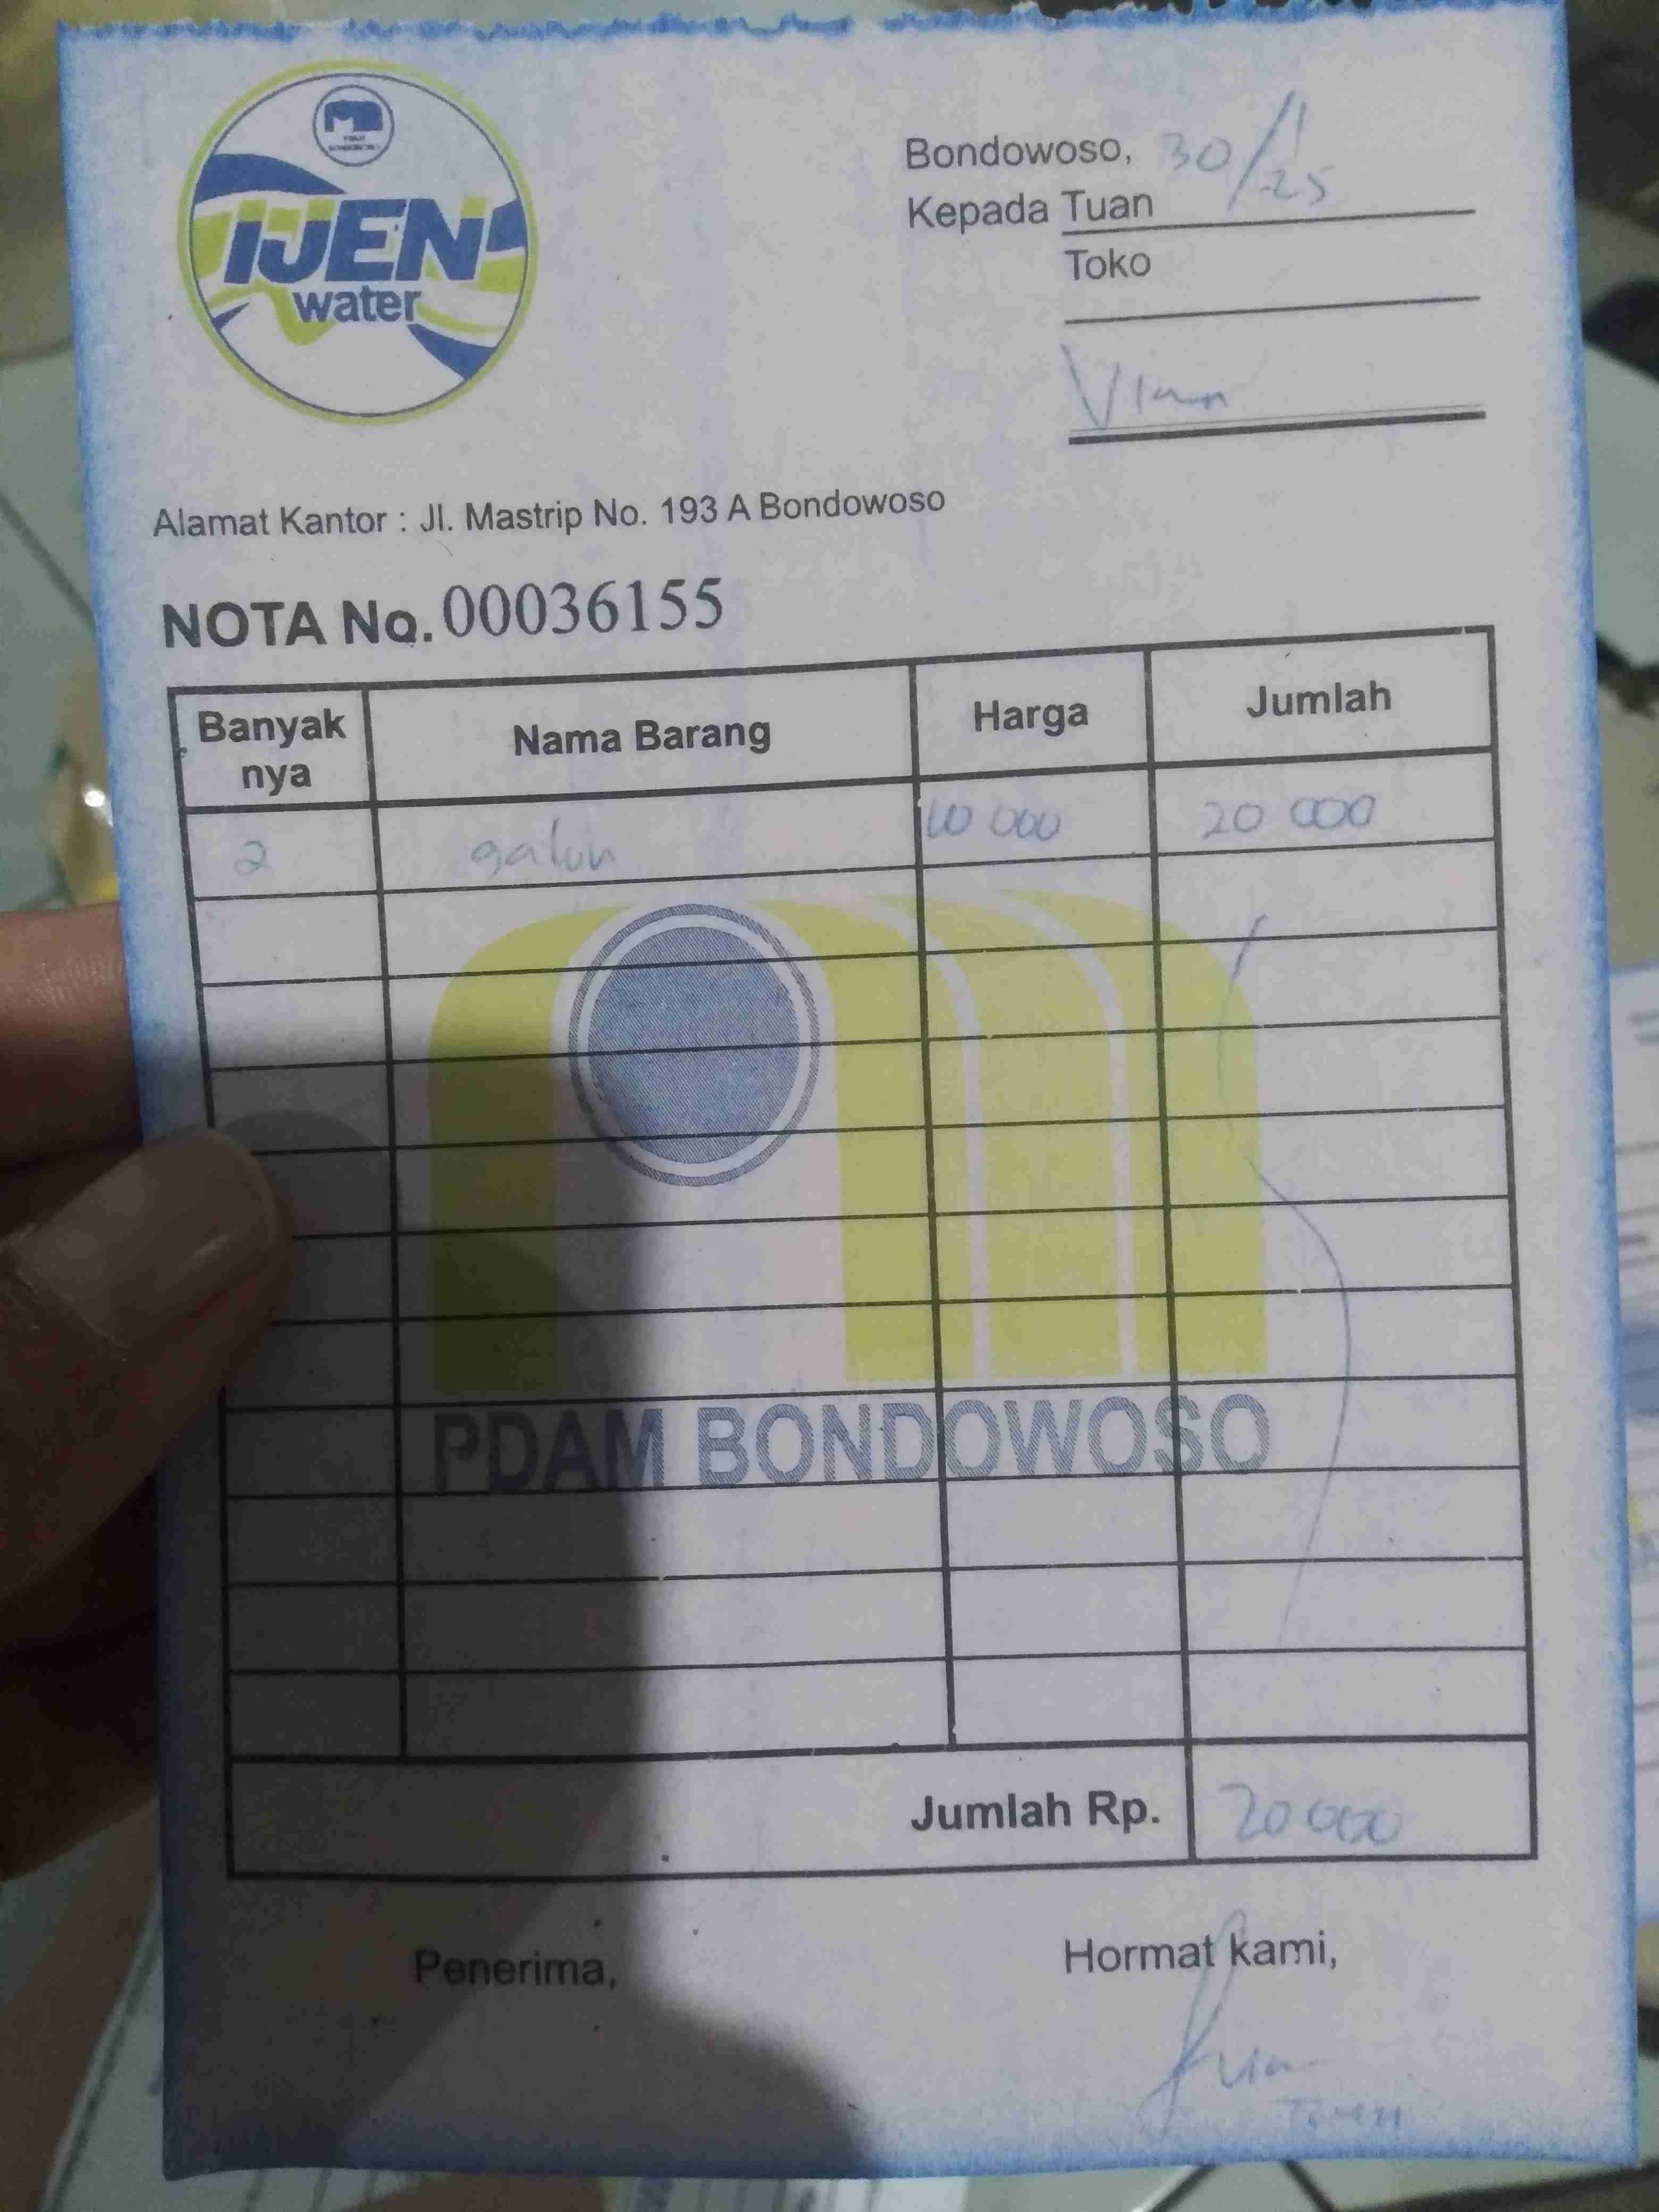 IJEN
water
Bondowoso, 30/1 25
Kepada Tuan
Toko
Alamat Kantor : Jl. Mastrip No. 193 A Bondowoso
NOTA No. 00036155
Banyak nya Nama Barang Harga Jumlah
2 galon 10 000 20 000
PDAM BONDOWOSO
Jumlah Rp. 20 000
Penerima, Hormat kami,